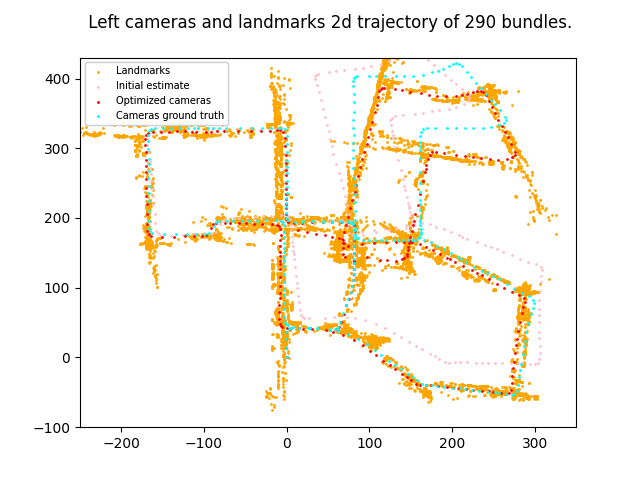 Left cameras and landmarks 2d trajectory of 290 bundles.
Landmarks
Initial estimate
Optimized cameras
Cameras ground truth
400
300
200
100
0
−100
−200 −100 0 100 200 300